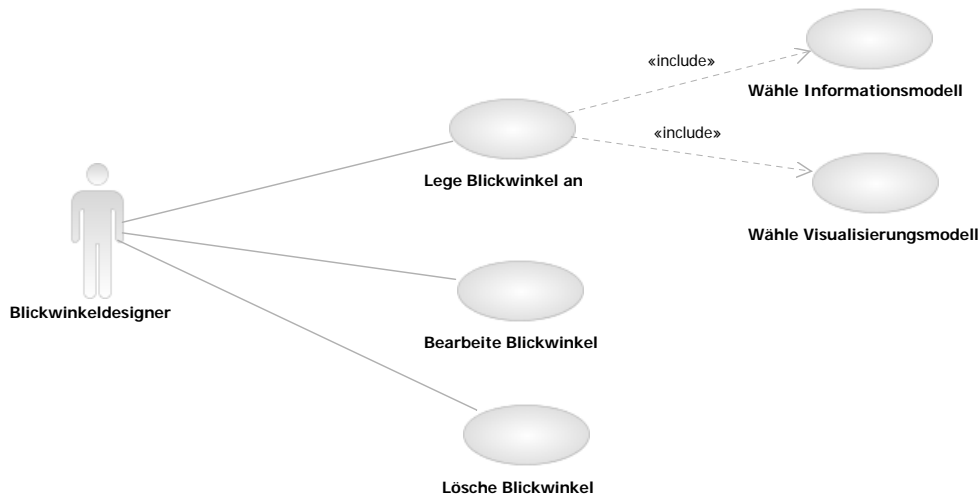 «include»
Wähle Informationsmodell
«include»
Lege Blickwinkel an
Wähle Visualisierungsmodell
Blickwinkeldesigner
Bearbeite Blickwinkel
Lösche Blickwinkel